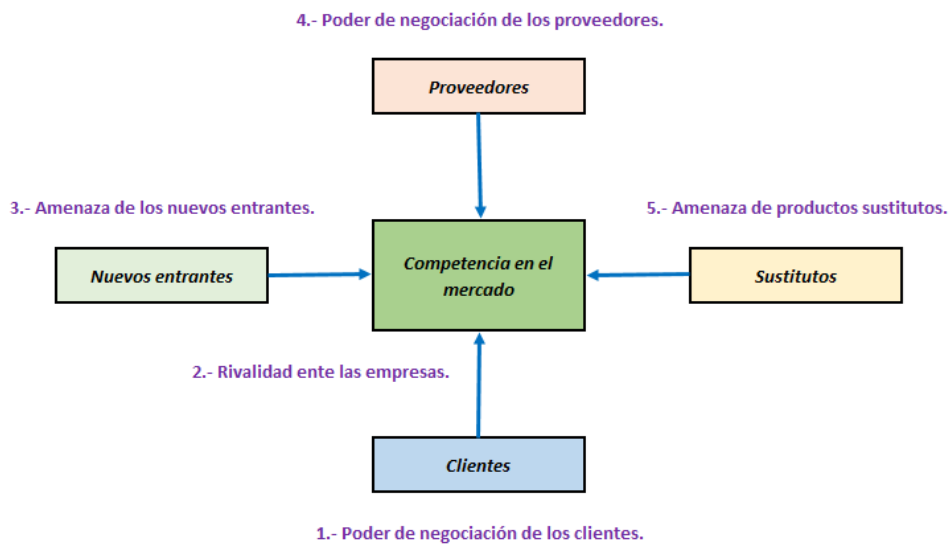 4.- Poder de negociación de los proveedores.
Proveedores
3.- Amenaza de los nuevos entrantes.
5.- Amenaza de productos sustitutos.
Nuevos entrantes
Competencia en el
mercado
Sustitutos
2.- Rivalidad ente las empresas.
Clientes
1.- Poder de negociación de los clientes.